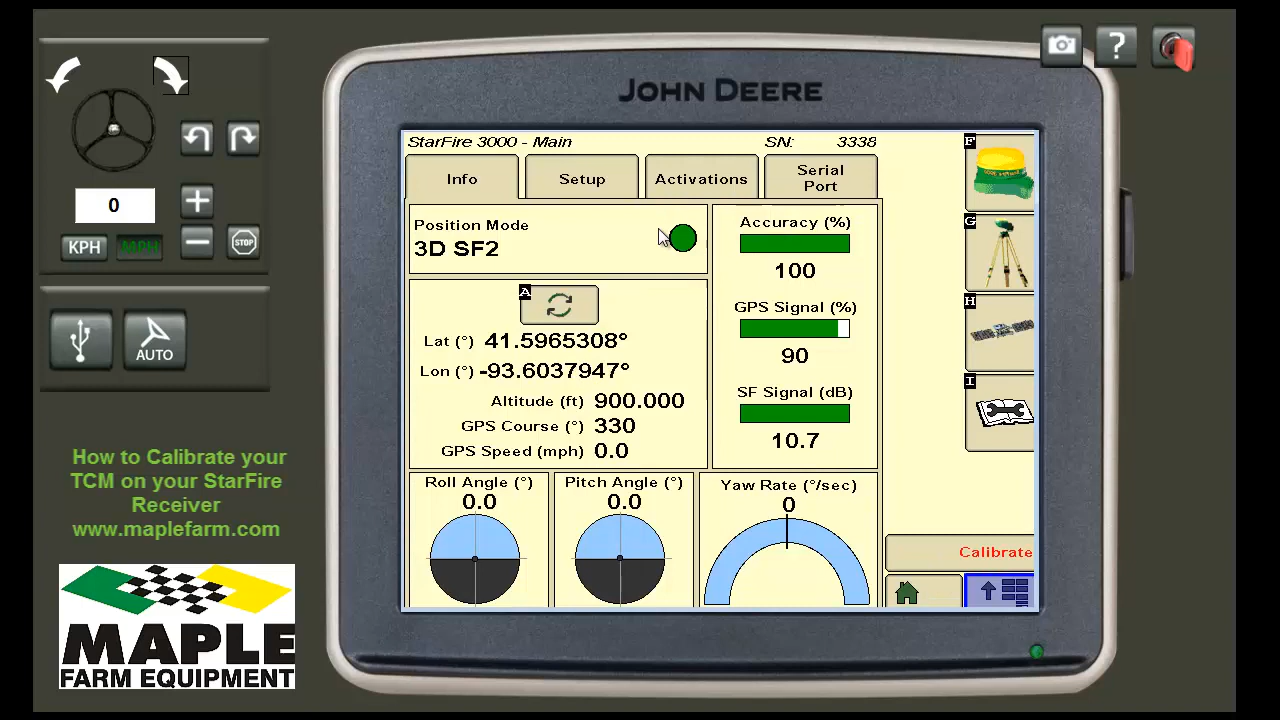 JOHN DEERE
StarFire 3000 - Main
SN: 3338
Info
Setup
Activations
Serial
Port
Position Mode
3D SF2
A
Lat (°) 41.5965308°
Lon (°) -93.6037947°
Altitude (ft) 900.000
GPS Course (°) 330
GPS Speed (mph) 0.0
Accuracy (%)
100
GPS Signal (%)
90
SF Signal (dB)
10.7
Roll Angle (°)
0.0
Pitch Angle (°)
0.0
Yaw Rate (°/sec)
0
F
G
H
I
Calibrate
?
0
KPH
MPH
STOP
AUTO
How to Calibrate your
TCM on your StarFire
Receiver
www.maplefarm.com
MAPLE
FARM EQUIPMENT